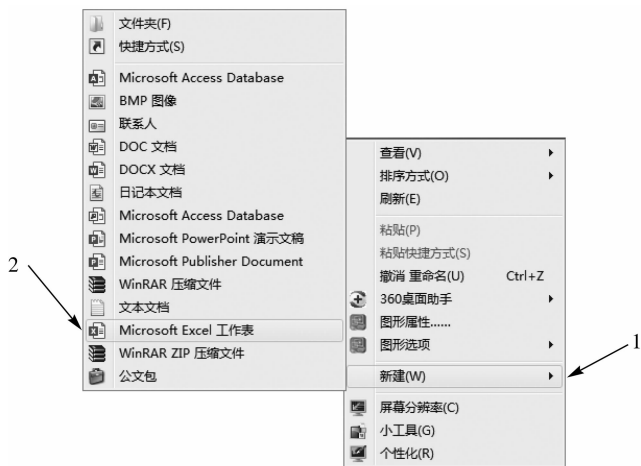 文件夹(F)
快捷方式(S)
Microsoft Access Database
BMP 图像
联系人
DOC 文档
DOCX 文档
日记本文档
Microsoft Access Database
Microsoft PowerPoint 演示文稿
Microsoft Publisher Document
WinRAR 压缩文件
文本文档
Microsoft Excel 工作表
WinRAR ZIP 压缩文件
公文包
2
查看(V)
排序方式(O)
刷新(E)
粘贴(P)
粘贴快捷方式(S)
撤消 重命名(U) Ctrl+Z
360桌面助手
图形属性......
图形选项
新建(W)
屏幕分辨率(C)
小工具(G)
个性化(R)
1